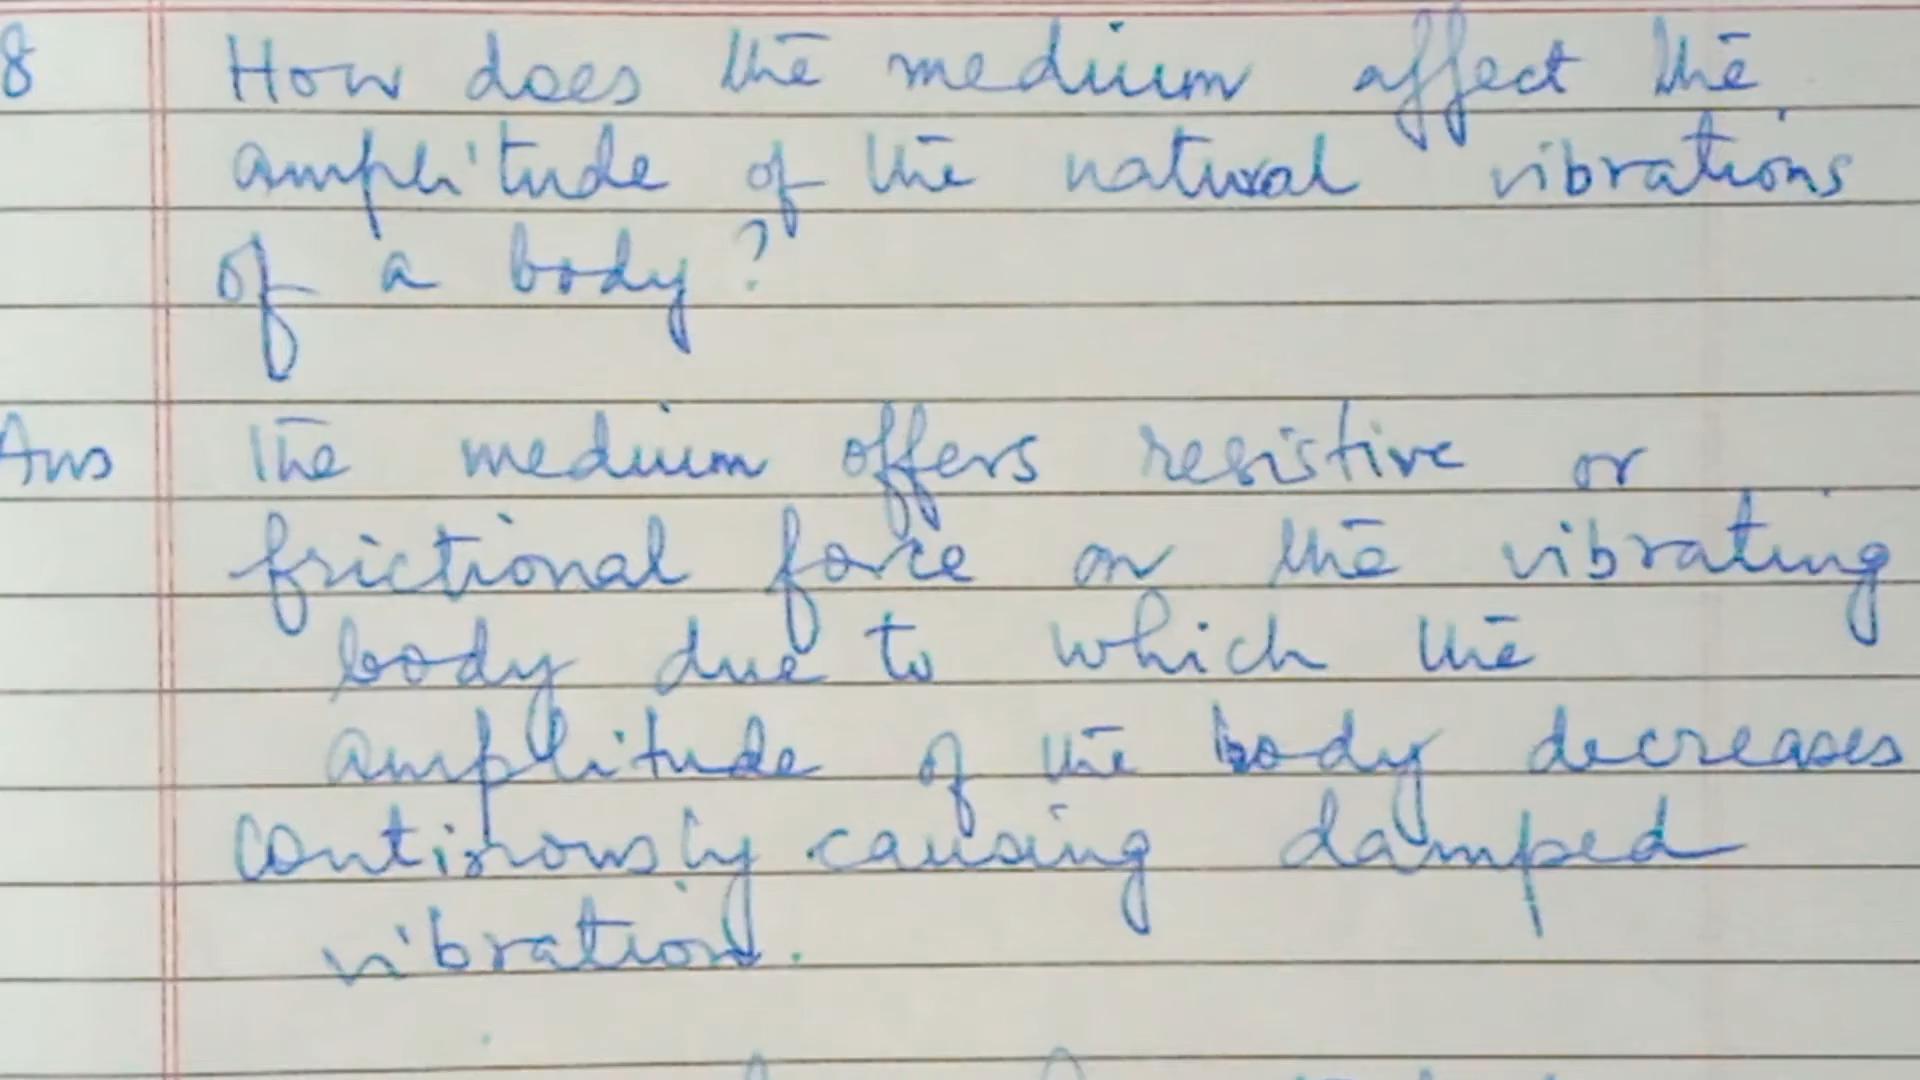 8 How does the medium affect the
amplitude of the natural vibrations
of a body?
Ans The medium offers resistive or
frictional force on the vibrating
body due to which the
amplitude of the body decreases
continously causing damped
vibration.